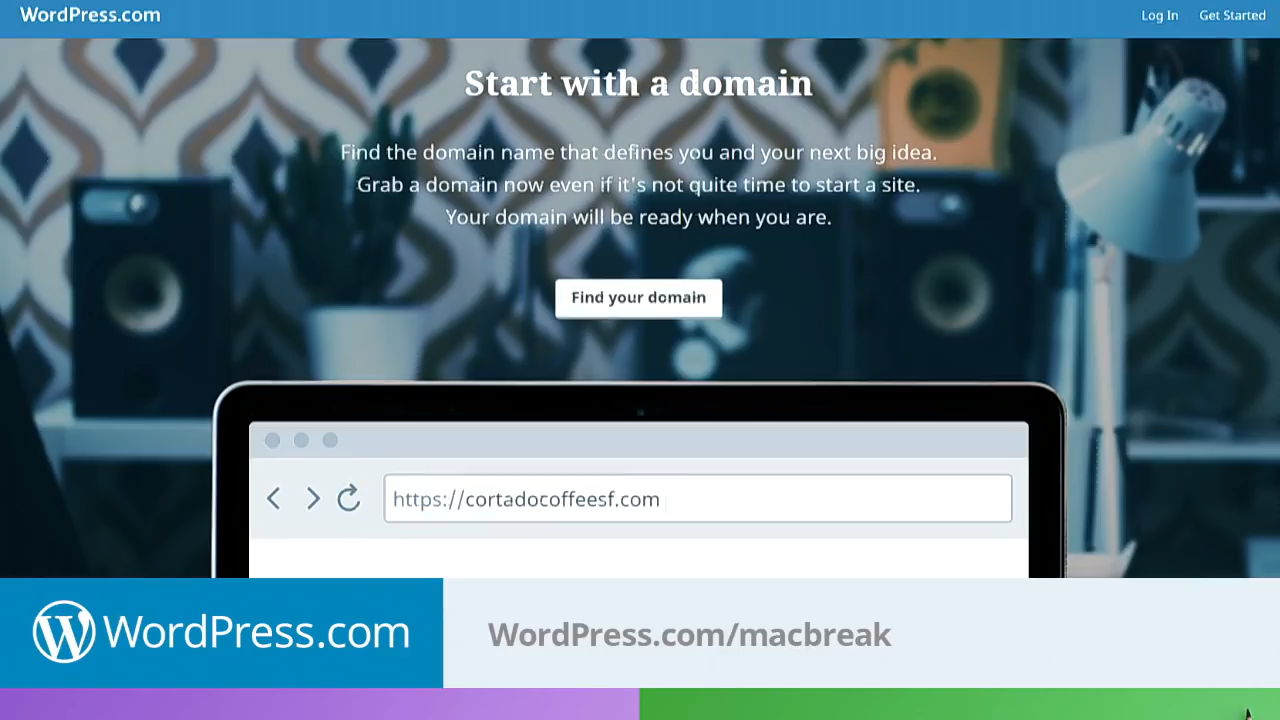 WordPress.com
Log In
Get Started
Start with a domain
Find the domain name that defines you and your next big idea.
Grab a domain now even if it's not quite time to start a site.
Your domain will be ready when you are.
Find your domain
https://cortadocoffeesf.com
WordPress.com
WordPress.com/macbreak